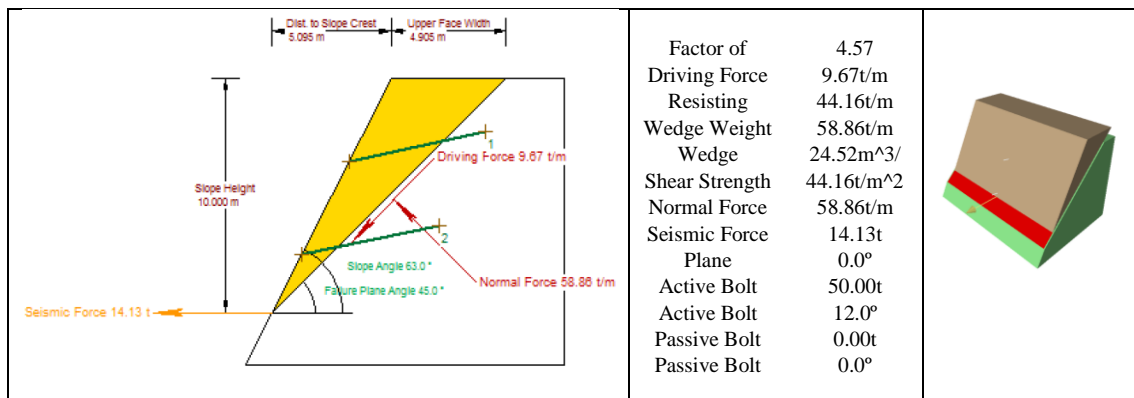 Dist. to Slope Crest
5.095 m
Upper Face Width
4.905 m
Slope Height
10.000 m
1
Driving Force 9.67 t/m
2
Slope Angle 63.0 °
Failure Plane Angle 45.0 °
Normal Force 58.86 t/m
Seismic Force 14.13 t
Factor of 4.57
Driving Force 9.67t/m
Resisting 44.16t/m
Wedge Weight 58.86t/m
Wedge 24.52m^3/
Shear Strength 44.16t/m^2
Normal Force 58.86t/m
Seismic Force 14.13t
Plane 0.0º
Active Bolt 50.00t
Active Bolt 12.0º
Passive Bolt 0.00t
Passive Bolt 0.0º